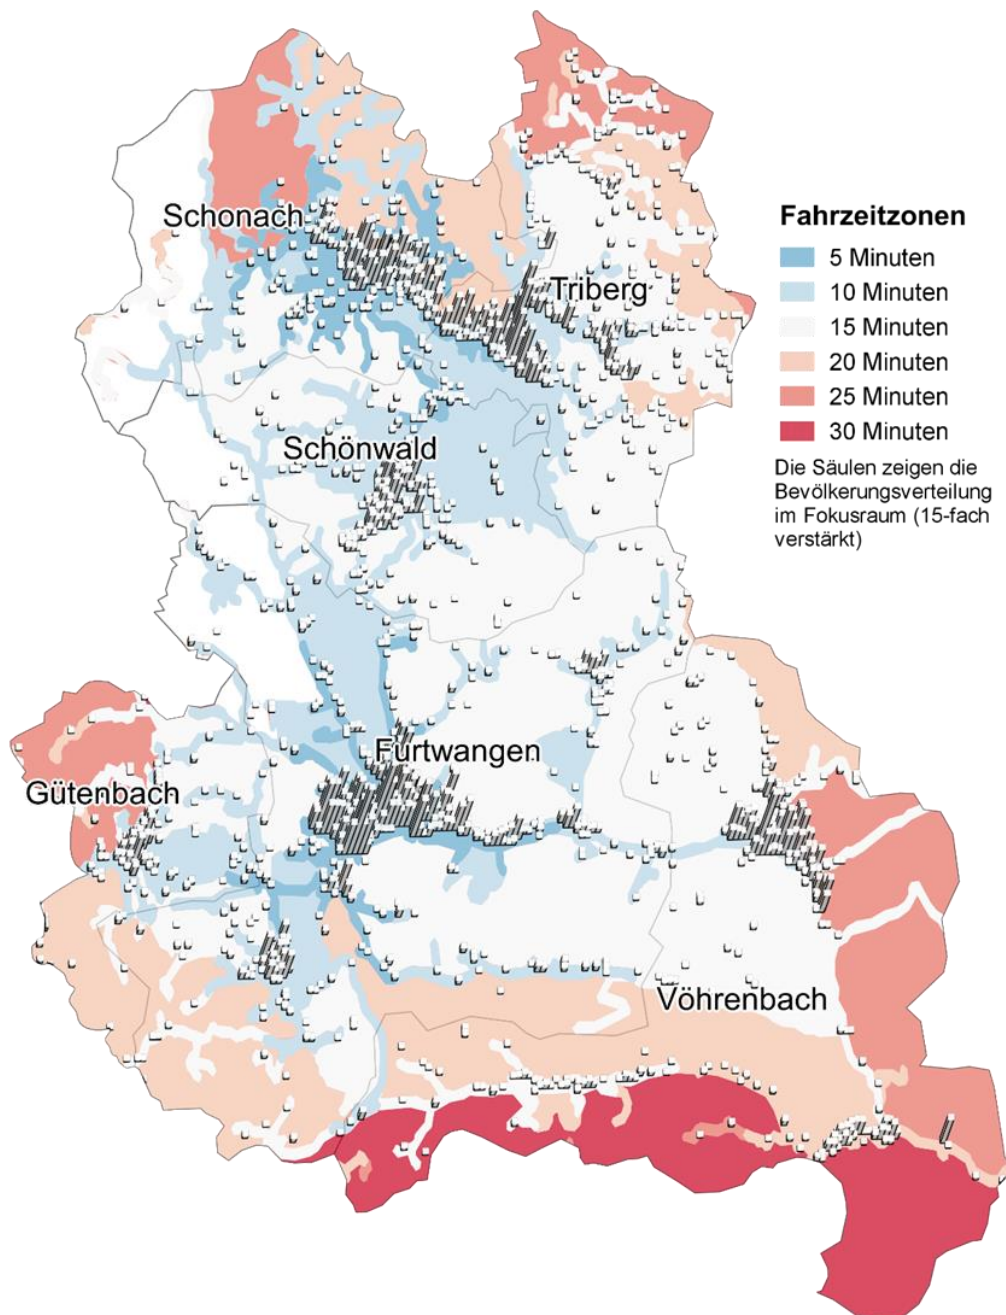 Schonach
Triberg
Schönwald
Furtwangen
Gütenbach
Vöhrenbach
Fahrzeitzonen
5 Minuten
10 Minuten
15 Minuten
20 Minuten
25 Minuten
30 Minuten
Die Säulen zeigen die
Bevölkerungsverteilung
im Fokusraum (15-fach
verstärkt)